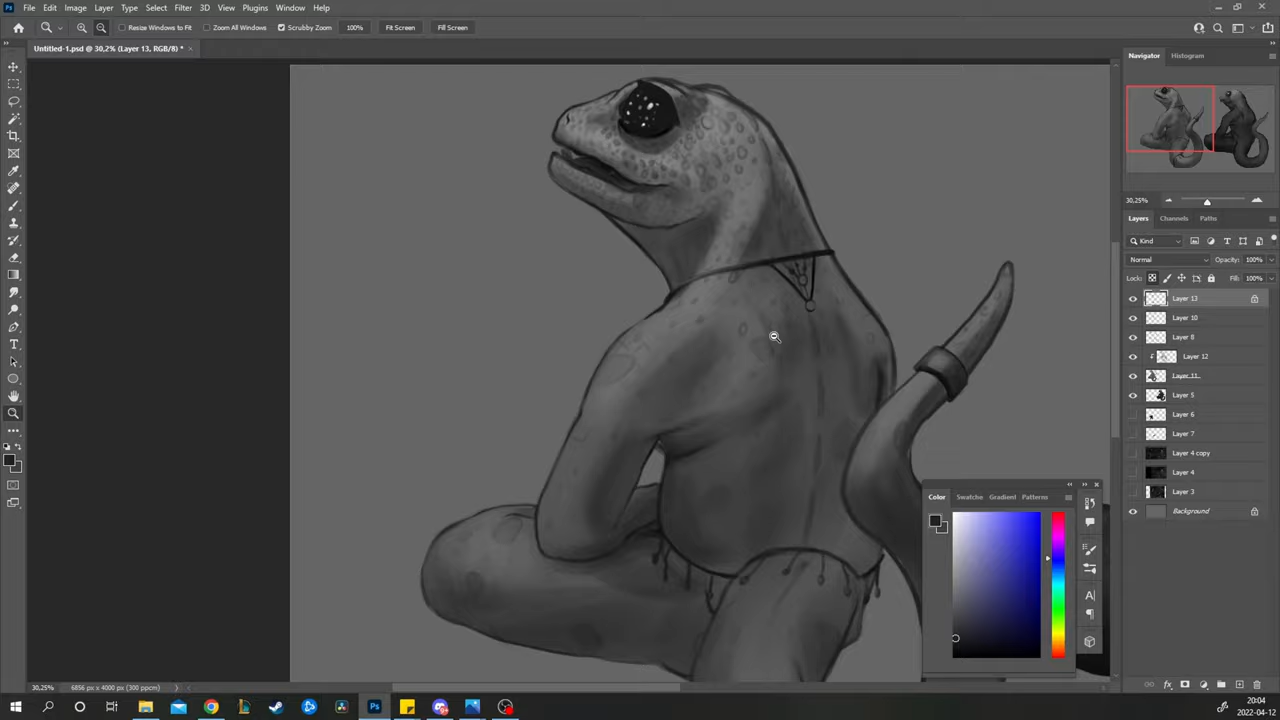 File Edit Image Layer Type Select Filter 3D View Plugins Window Help
Resize Windows to Fit Zoom All Windows Scrubby Zoom 100% Fit Screen Fill Screen
Untitled-1.psd @ 30,2% (Layer 13, RGB/8) *
Navigator Histogram
30,25%
Layers Channels Paths
Kind
Normal Opacity: 100%
Lock: Fill: 100%
Layer 13
Layer 10
Layer 8
Layer 12
Layer 11
Layer 5
Layer 6
Layer 7
Layer 4 copy
Layer 4
Layer 3
Background
Color Swatches Gradient Patterns
30,25% 6856 px x 4000 px (300 ppcm)
20:04
2022-04-12